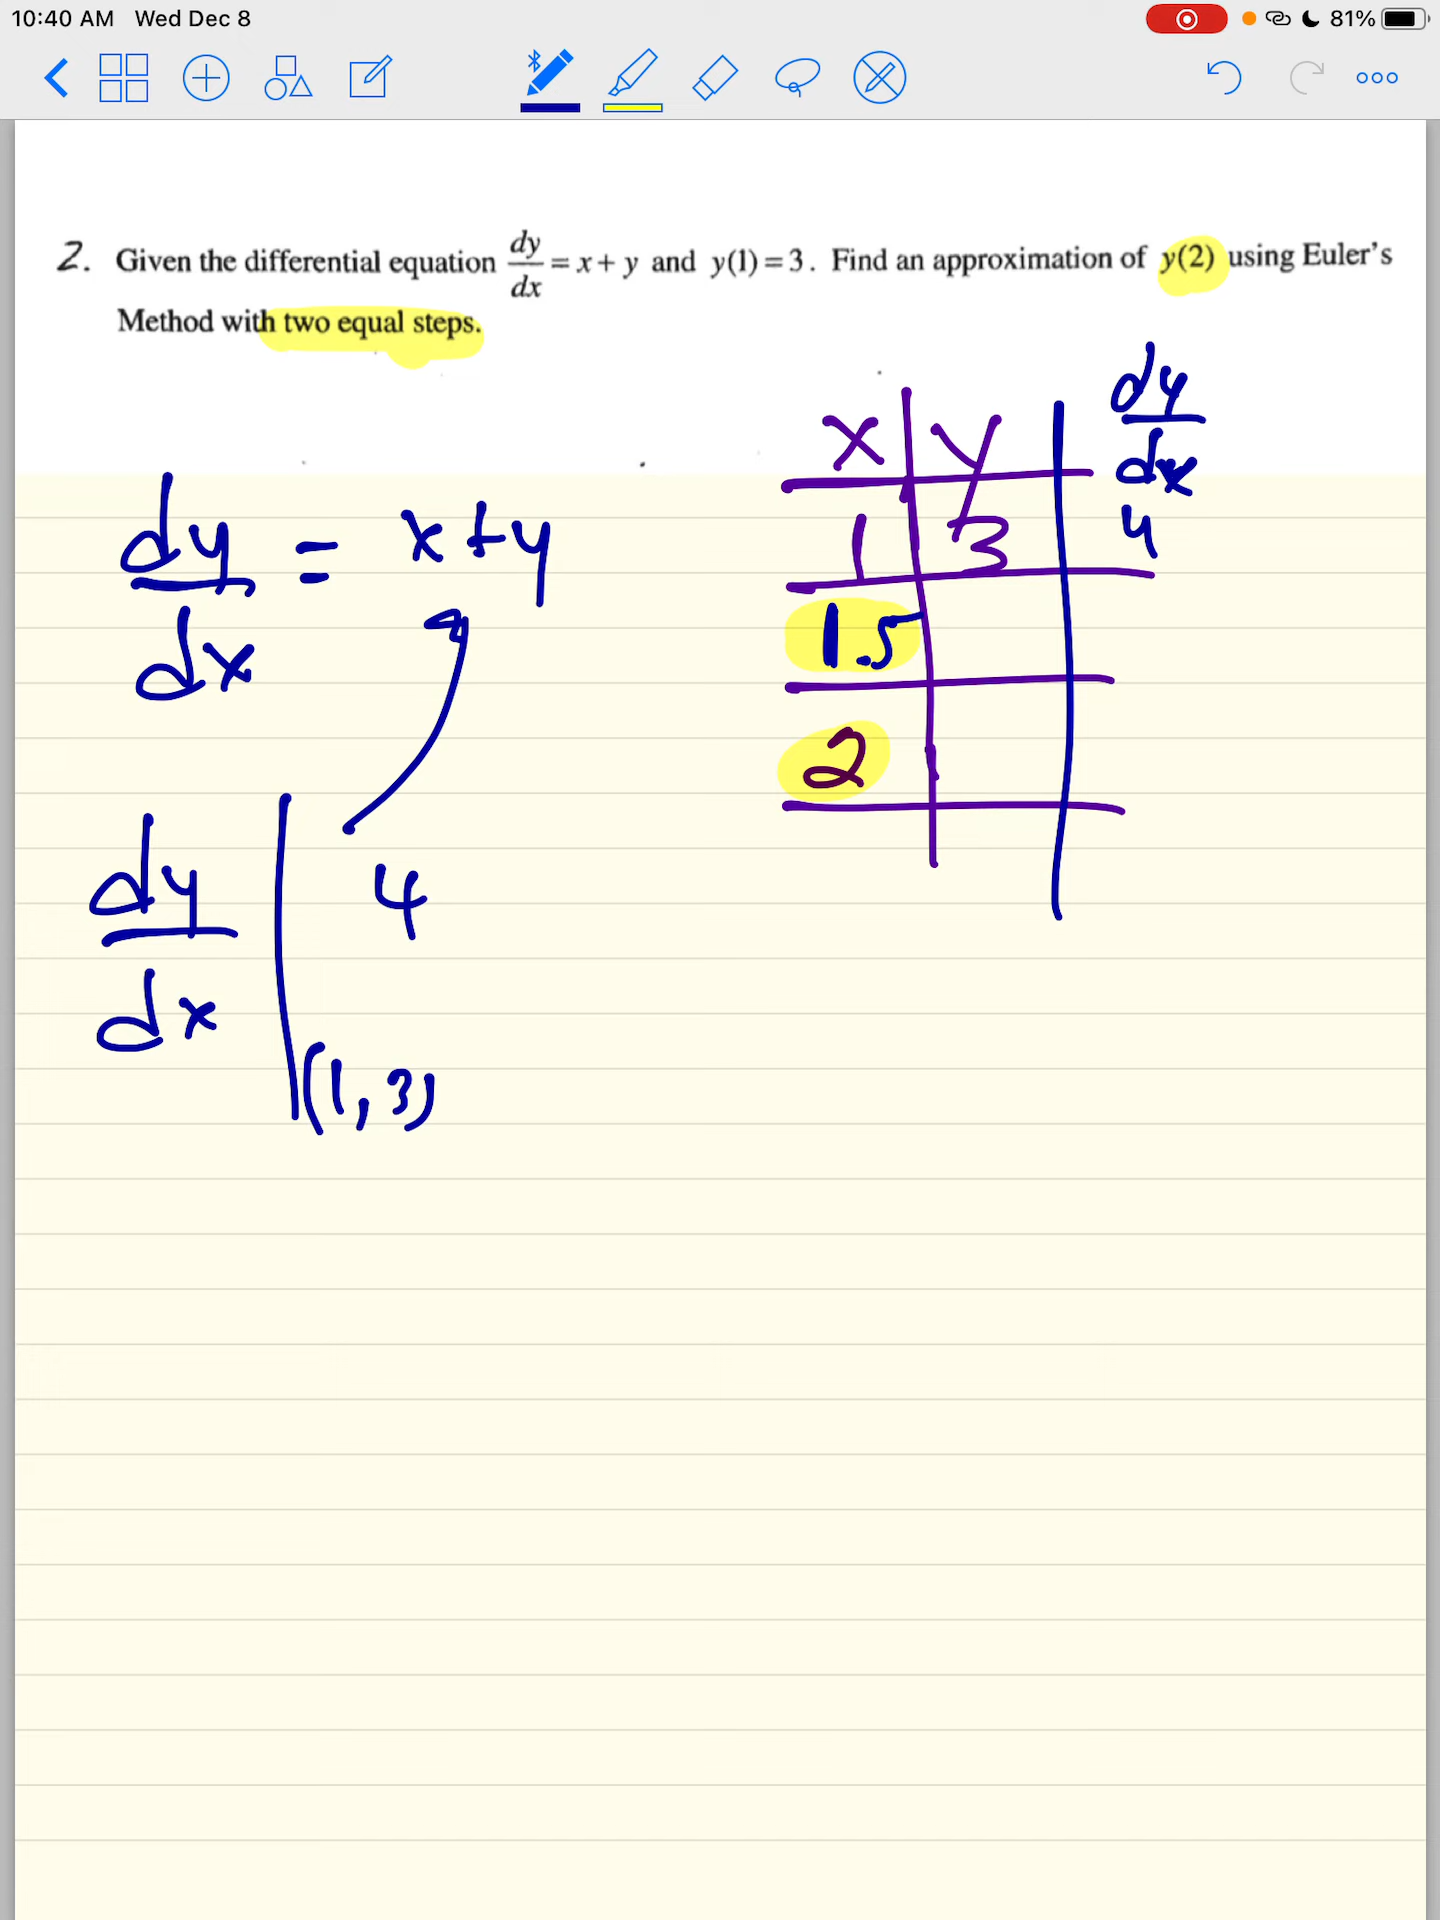 10:40 AM Wed Dec 8
81%
2. Given the differential equation dy/dx = x + y and y(1) = 3. Find an approximation of y(2) using Euler's
Method with two equal steps.
x y dy/dx
1 3 4
1.5
2
dy/dx = x + y
dy/dx | 4
(1, 3)